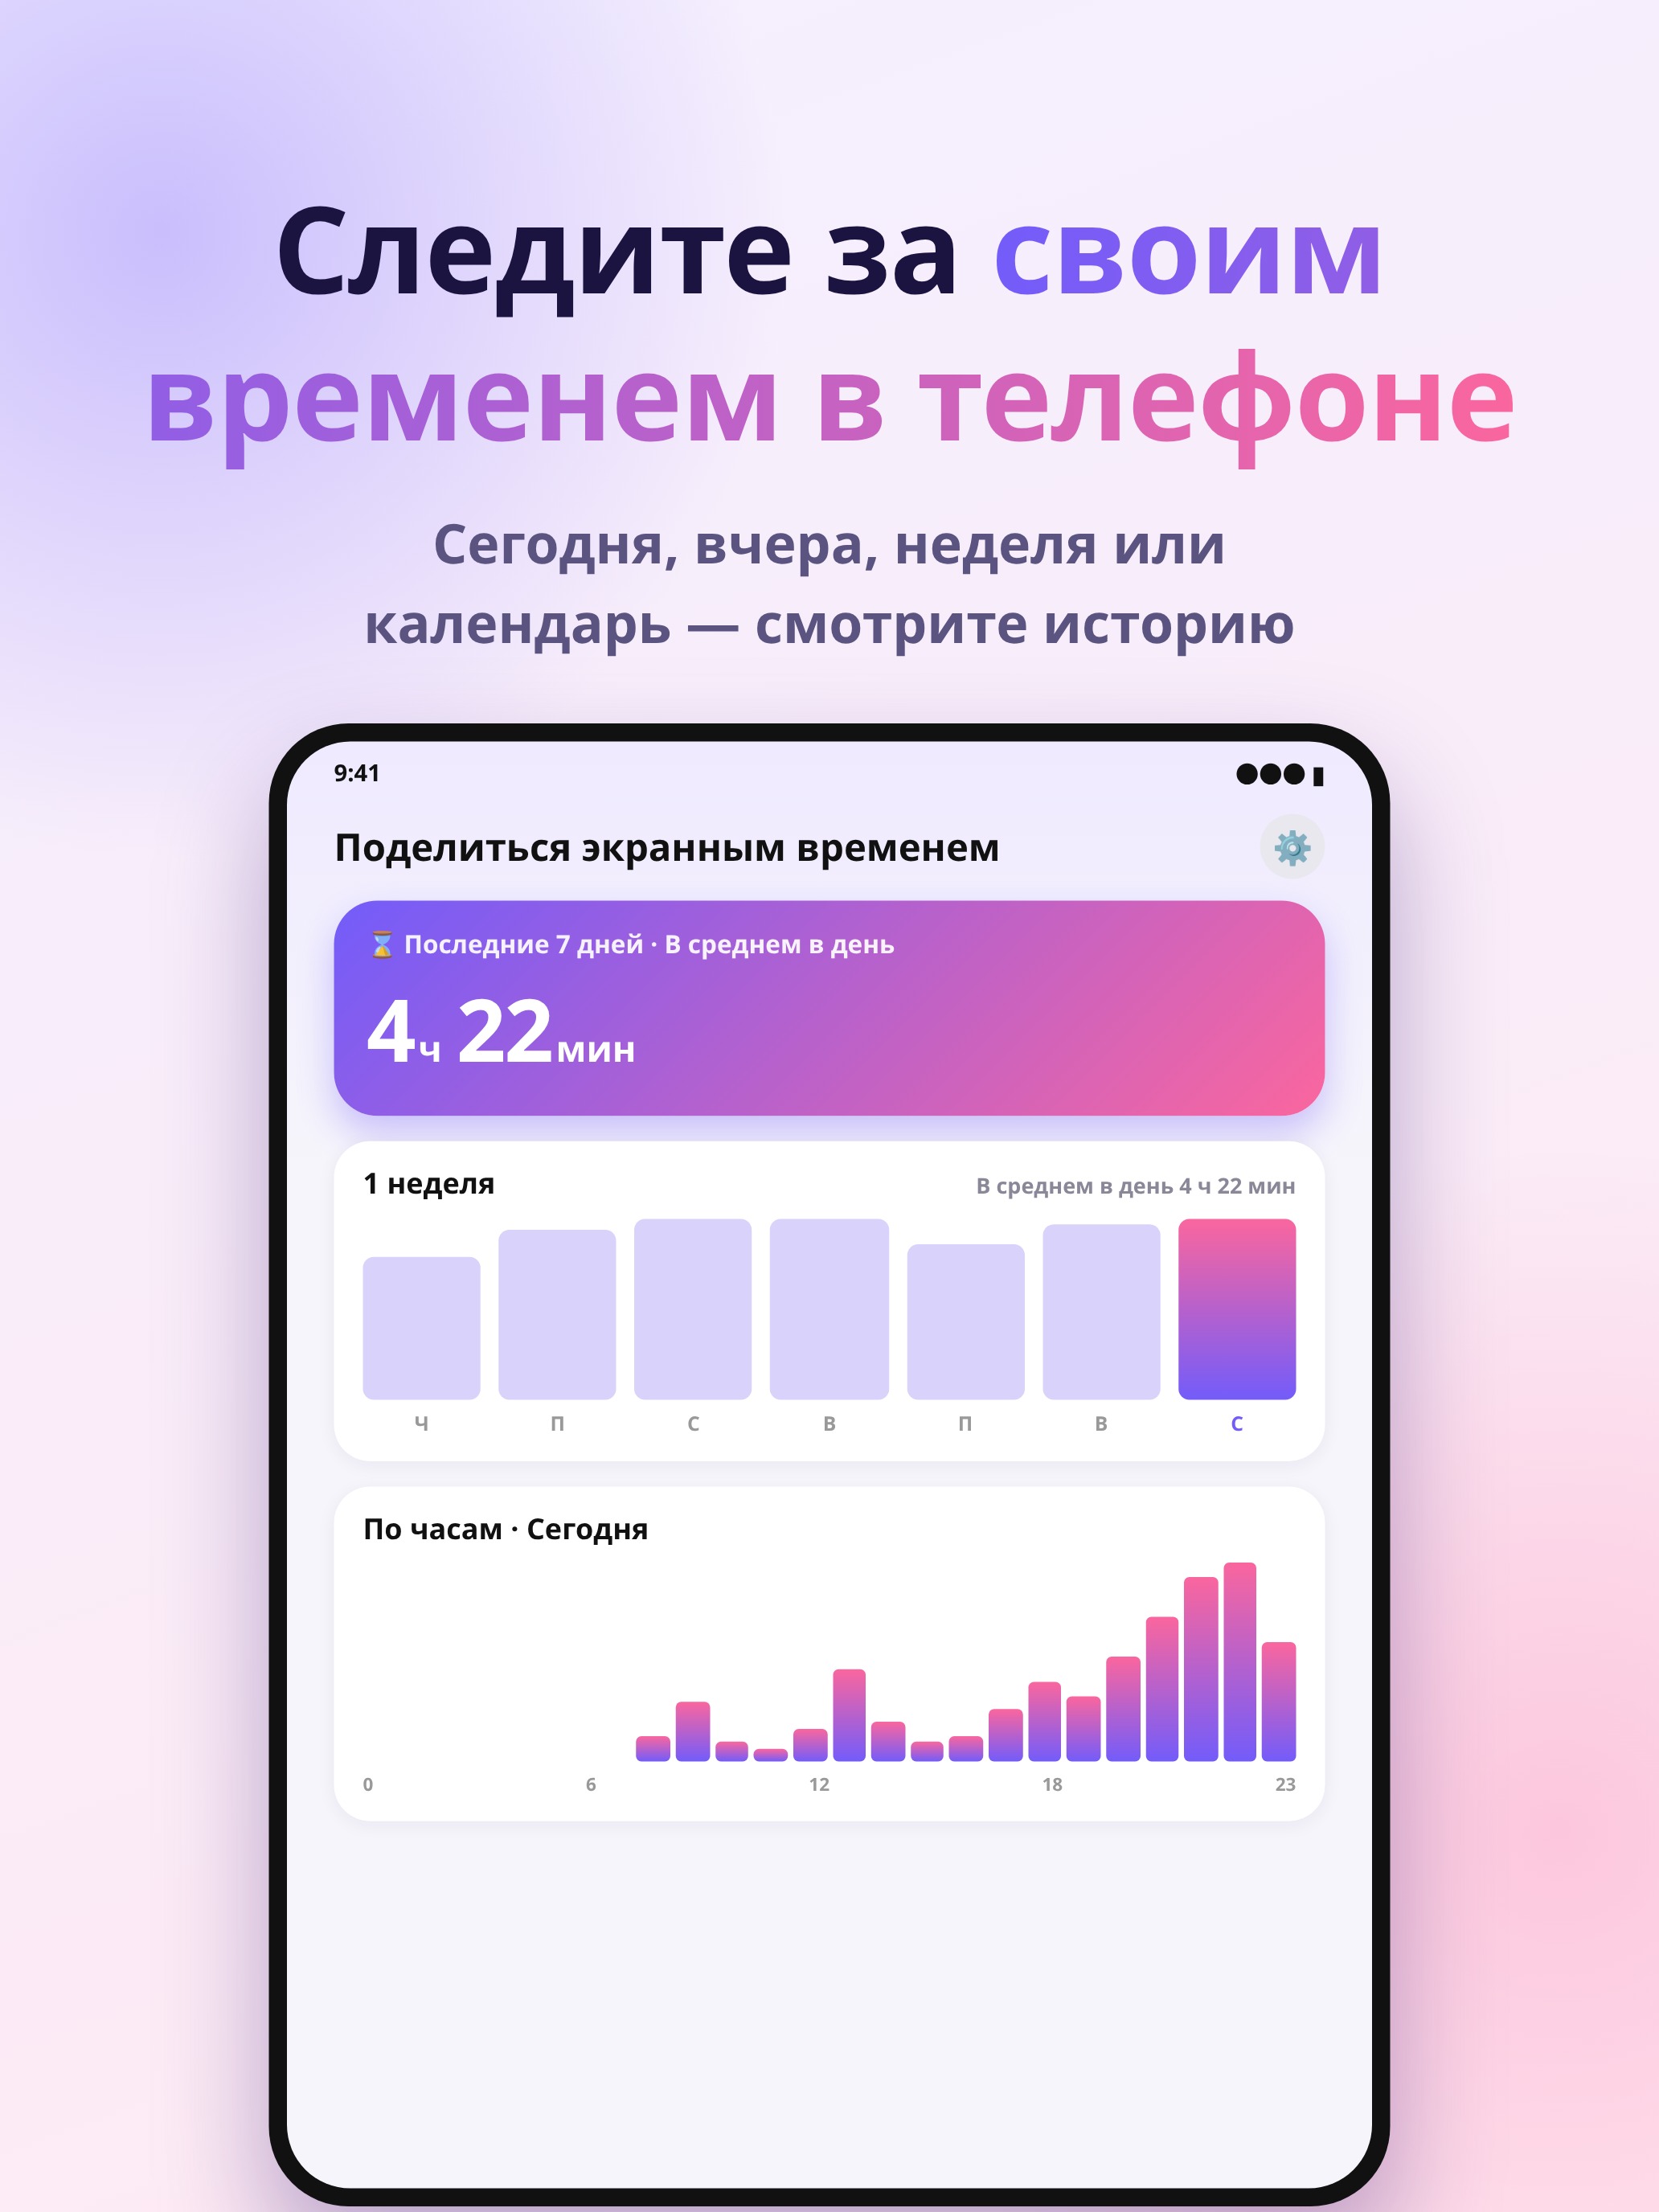 Следите за своим
временем в телефоне
Сегодня, вчера, неделя или
календарь — смотрите историю
9:41
Поделиться экранным временем
Последние 7 дней · В среднем в день
4ч 22мин
1 неделя
В среднем в день 4 ч 22 мин
Ч П С В П В С
По часам · Сегодня
0 6 12 18 23